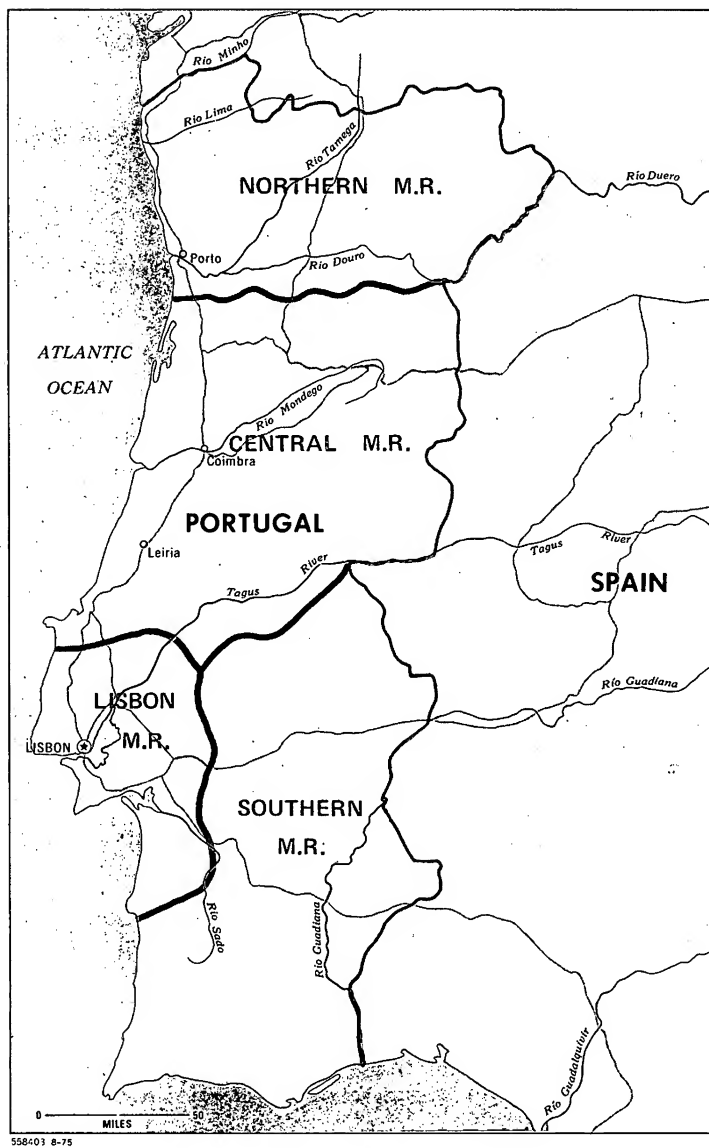 Rio Minho
Rio Lima
Rio Tamega
NORTHERN M.R.
Rio Duero
Porto
Rio Douro
ATLANTIC
OCEAN
Rio Mondego
CENTRAL M.R.
Coimbra
PORTUGAL
Leiria
Tagus River
Tagus River
SPAIN
Rio Guadiana
LISBON
M.R.
LISBON
SOUTHERN
M.R.
Rio Sado
Rio Guadiana
Rio Guadalquivir
0 50
MILES
558403 8-75